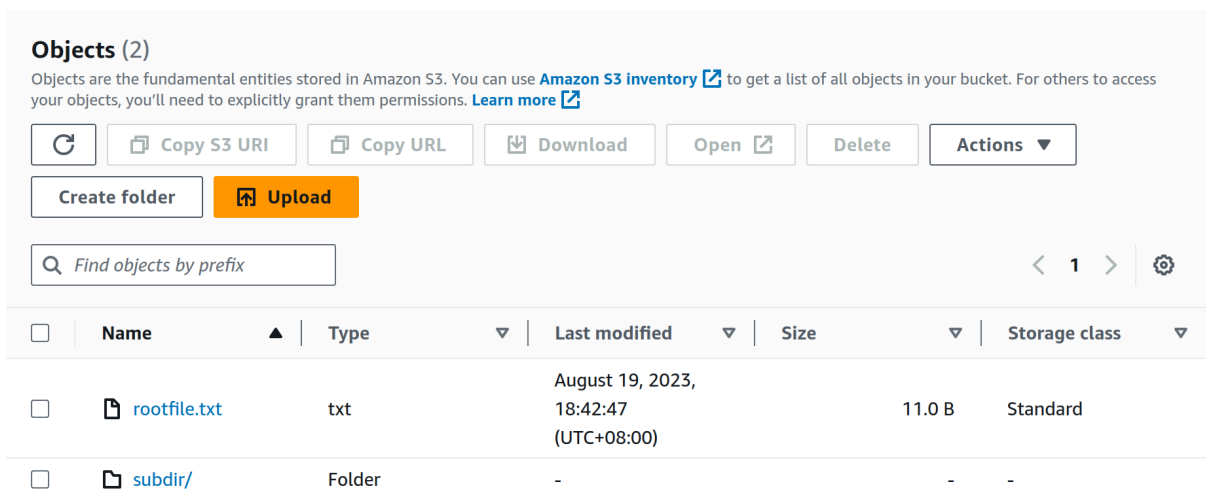 Objects (2)
Objects are the fundamental entities stored in Amazon S3. You can use Amazon S3 inventory to get a list of all objects in your bucket. For others to access
your objects, you’ll need to explicitly grant them permissions. Learn more
Copy S3 URI Copy URL Download Open Delete Actions
Create folder Upload
Find objects by prefix 1
Name Type Last modified Size Storage class
August 19, 2023,
rootfile.txt txt 18:42:47 11.0 B Standard
(UTC+08:00)
subdir/ Folder - - -